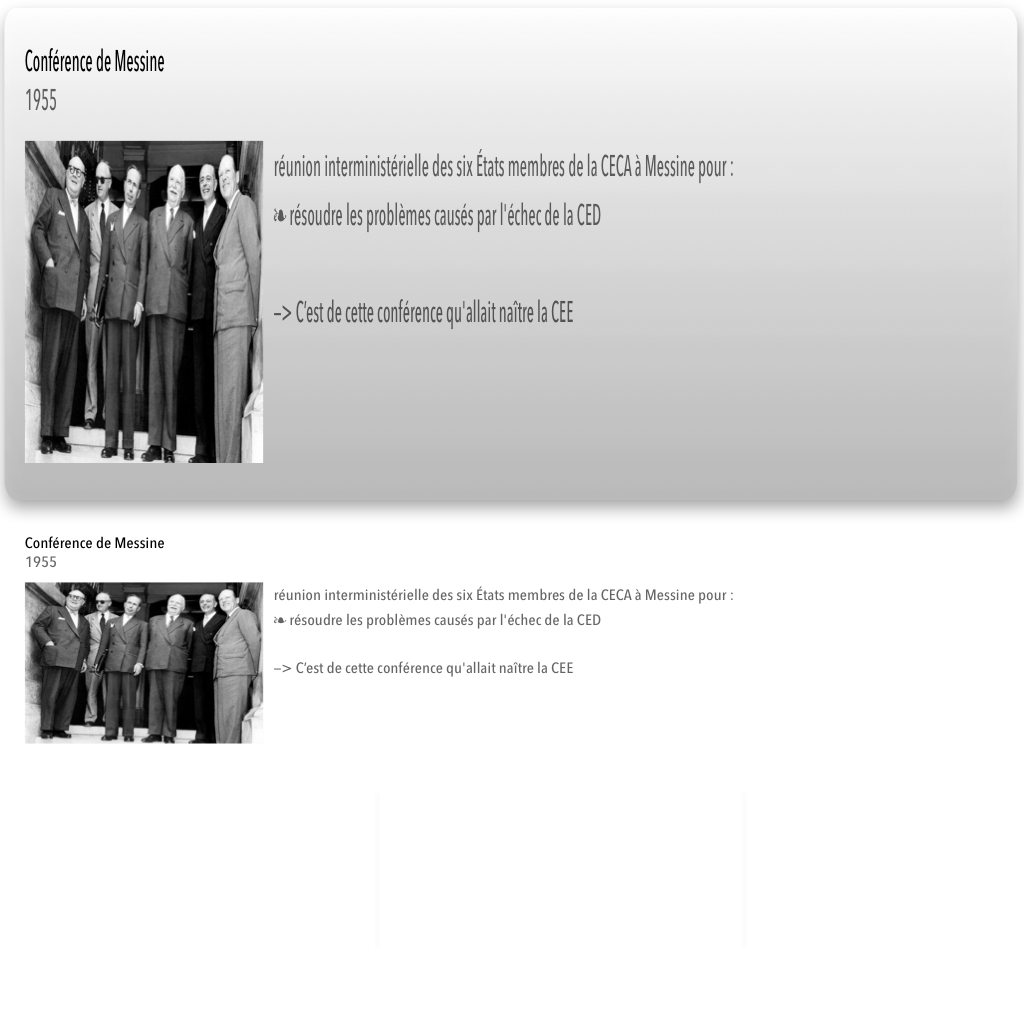 Conférence de Messine
1955
réunion interministérielle des six États membres de la CECA à Messine pour :
❧ résoudre les problèmes causés par l'échec de la CED
—> C’est de cette conférence qu'allait naître la CEE
Conférence de Messine
1955
réunion interministérielle des six États membres de la CECA à Messine pour :
❧ résoudre les problèmes causés par l'échec de la CED
—> C’est de cette conférence qu'allait naître la CEE